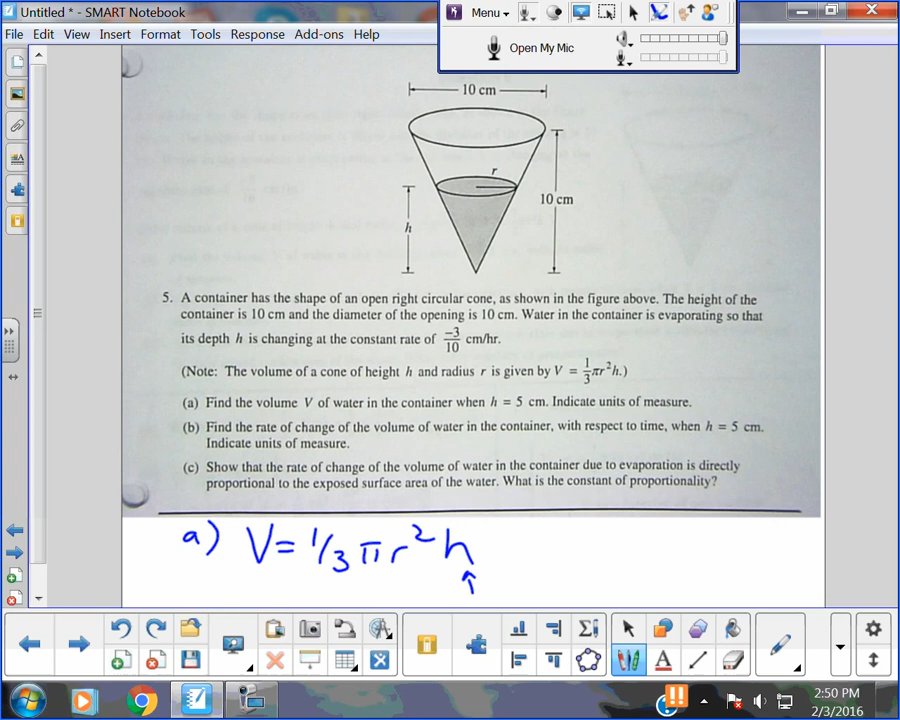 Untitled * - SMART Notebook
Menu
File Edit View Insert Format Tools Response Add-ons Help
Open My Mic
10 cm
r
10 cm
h
5. A container has the shape of an open right circular cone, as shown in the figure above. The height of the
container is 10 cm and the diameter of the opening is 10 cm. Water in the container is evaporating so that
its depth h is changing at the constant rate of -3/10 cm/hr.
(Note: The volume of a cone of height h and radius r is given by V = 1/3 πr²h.)
(a) Find the volume V of water in the container when h = 5 cm. Indicate units of measure.
(b) Find the rate of change of the volume of water in the container, with respect to time, when h = 5 cm.
Indicate units of measure.
(c) Show that the rate of change of the volume of water in the container due to evaporation is directly
proportional to the exposed surface area of the water. What is the constant of proportionality?
a) V = 1/3 πr²h
2:50 PM
2/3/2016